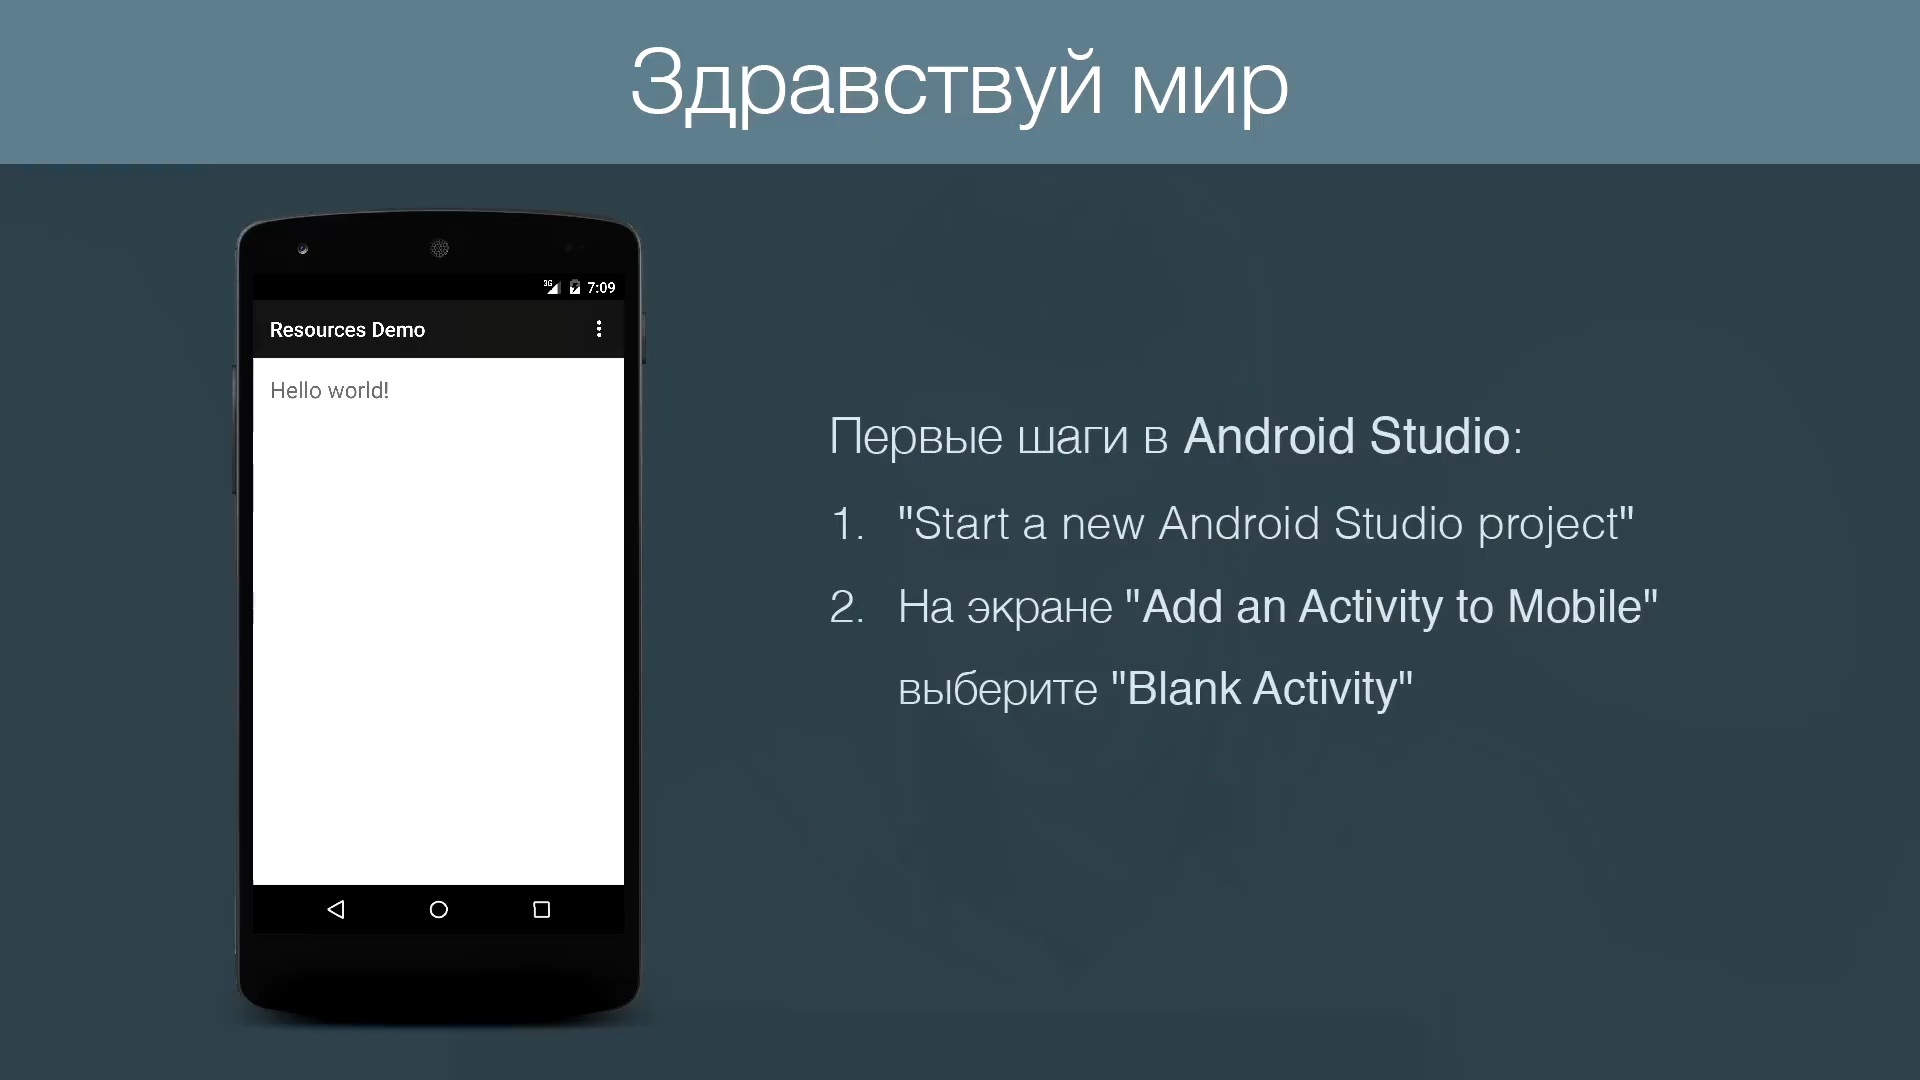 Здравствуй мир
3G 7:09
Resources Demo
Hello world!
Первые шаги в Android Studio:
1. "Start a new Android Studio project"
2. На экране "Add an Activity to Mobile"
выберите "Blank Activity"